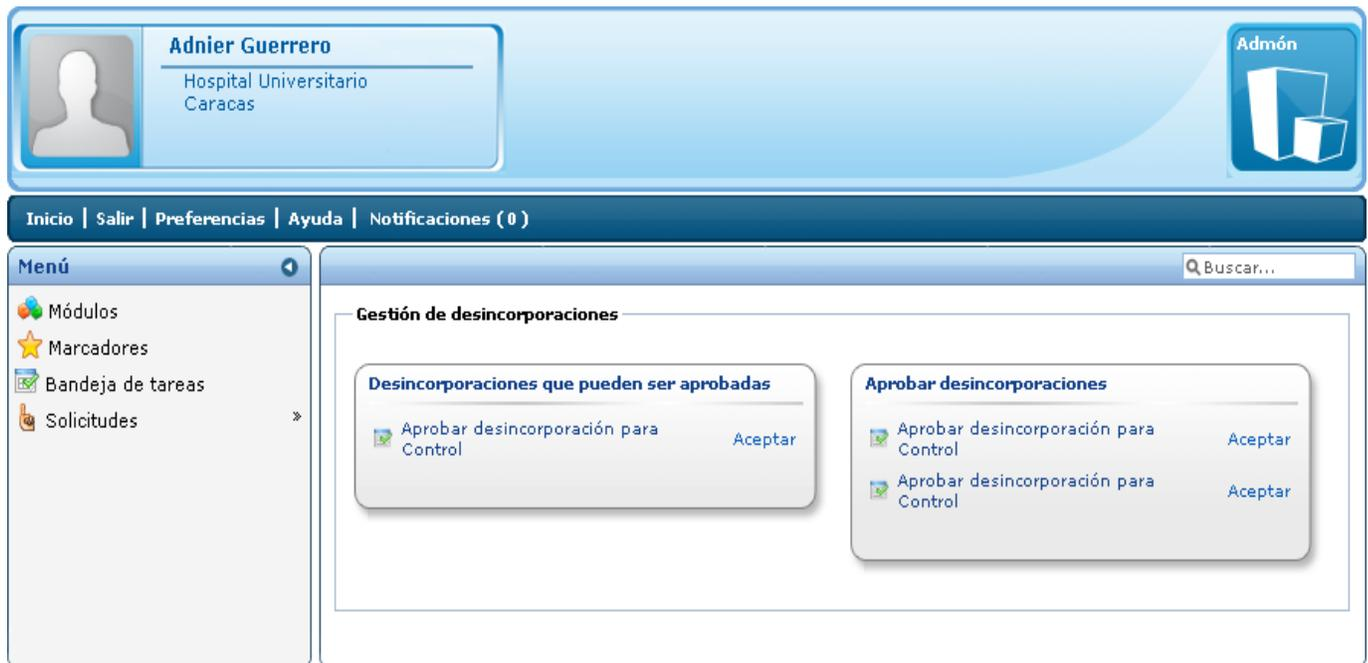 Adnier Guerrero
Hospital Universitario
Caracas
Admón
Inicio | Salir | Preferencias | Ayuda | Notificaciones ( 0 )
Menú
Buscar...
Módulos
Marcadores
Bandeja de tareas
Solicitudes »
Gestión de desincorporaciones
Desincorporaciones que pueden ser aprobadas
Aprobar desincorporación para
Control
Aceptar
Aprobar desincorporaciones
Aprobar desincorporación para
Control
Aceptar
Aprobar desincorporación para
Control
Aceptar